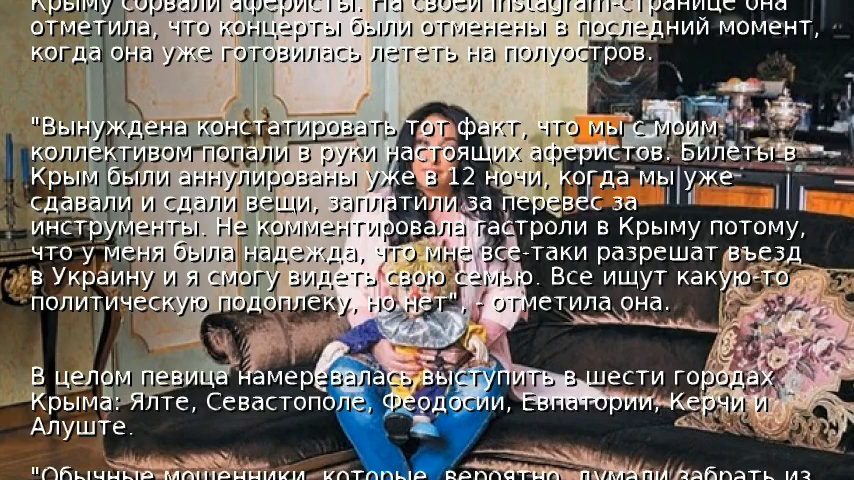 Крыму сорвали аферисты. На своей Instagram-странице она
отметила, что концерты были отменены в последний момент,
когда она уже готовилась лететь на полуостров.
"Вынуждена констатировать тот факт, что мы с моим
коллективом попали в руки настоящих аферистов. Билеты в
Крым были аннулированы уже в 12 ночи, когда мы уже
сдавали и сдали вещи, заплатили за перевес за
инструменты. Не комментировала гастроли в Крыму потому,
что у меня была надежда, что мне все-таки разрешат въезд
в Украину и я смогу видеть свою семью. Все ищут какую-то
политическую подоплеку, но нет", - отметила она.
В целом певица намеревалась выступить в шести городах
Крыма: Ялте, Севастополе, Феодосии, Евпатории, Керчи и
Алуште.
"Обычные мошенники, которые, вероятно, думали забрать из